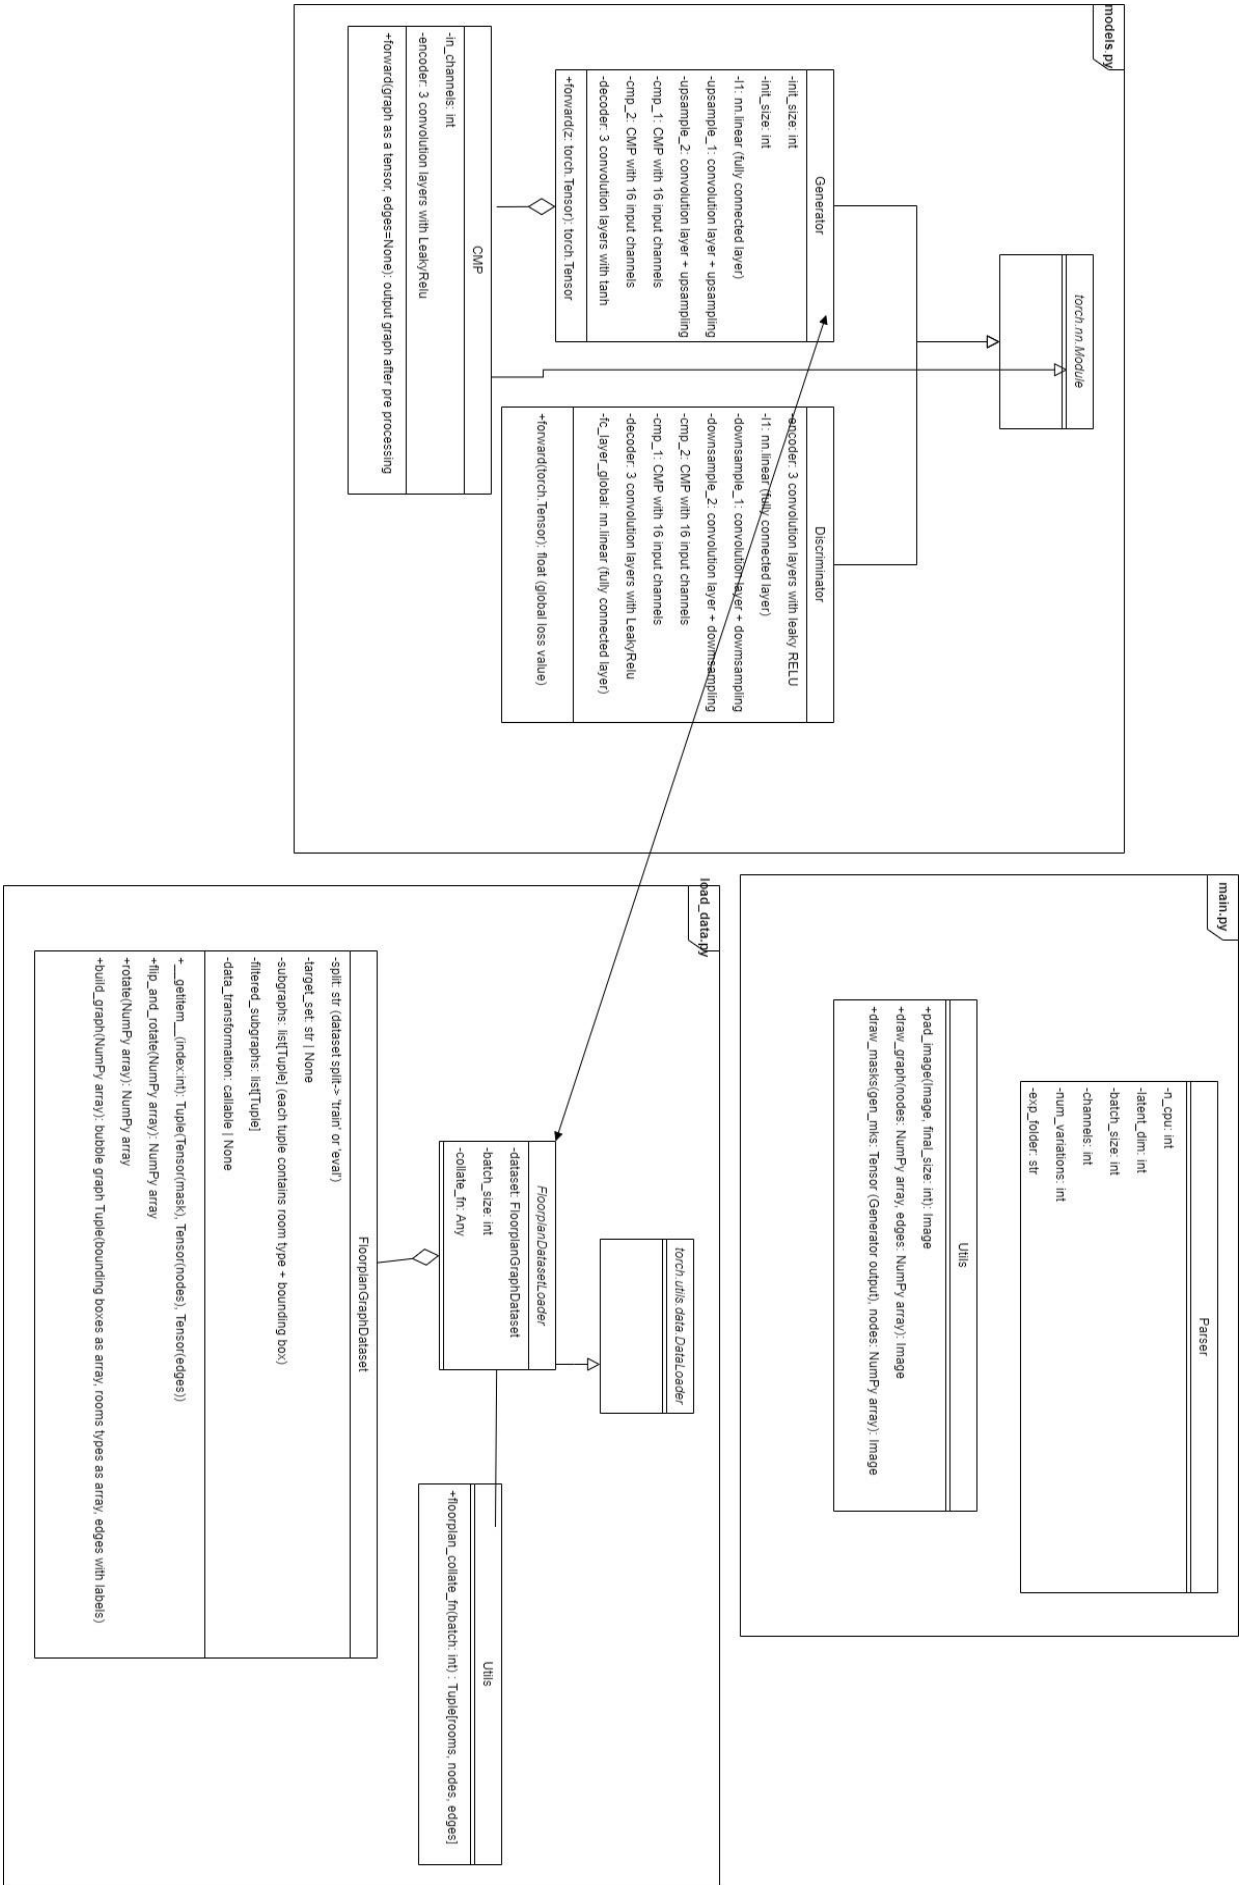 models.py
torch.nn.Module
Generator
-init_size: int
-init_size: int
-l1: nn.linear (fully connected layer)
-upsample_1: convolution layer + upsampling
-upsample_2: convolution layer + upsampling
-cmp_1: CMP with 16 input channels
-cmp_2: CMP with 16 input channels
-decoder: 3 convolution layers with tanh
+forward(z: torch.Tensor): torch.Tensor
Discriminator
-encoder: 3 convolution layers with leaky RELU
-l1: nn.linear (fully connected layer)
-downsample_1: convolution layer + dowmsampling
-downsample_2: convolution layer + dowmsampling
-cmp_2: CMP with 16 input channels
-cmp_1: CMP with 16 input channels
-decoder: 3 convolution layers with LeakyRelu
-fc_layer_global: nn.linear (fully connected layer)
+forward(torch.Tensor): float (global loss value)
CMP
-in_channels: int
-encoder: 3 convolution layers with LeakyRelu
+forward(graph as a tensor, edges=None): output graph after pre processing
main.py
Parser
-n_cpu: int
-latent_dim: int
-batch_size: int
-channels: int
-num_variations: int
-exp_folder: str
Utils
+pad_image(Image, final_size: int): Image
+draw_graph(nodes: NumPy array, edges: NumPy array): Image
+draw_masks(gen_mks: Tensor (Generator output), nodes: NumPy array): Image
load_data.py
torch.utils.data.DataLoader
FloorplanDatasetLoader
-dataset: FloorplanGraphDataset
-batch_size: int
-collate_fn: Any
Utils
+floorplan_collate_fn(batch: int) : Tuple[rooms, nodes, edges]
FloorplanGraphDataset
-split: str (dataset split-> 'train' or 'eval')
-target_set: str | None
-subgraphs: list[Tuple] (each tuple contains room type + bounding box)
-filtered_subgraphs: list[Tuple]
-data_transformation: callable | None
+__getitem__(index:int): Tuple(Tensor(mask), Tensor(nodes), Tensor(edges))
+flip_and_rotate(NumPy array): NumPy array
+rotate(NumPy array): NumPy array
+build_graph(NumPy array): bubble graph Tuple(bounding boxes as array, rooms types as array, edges with labels)